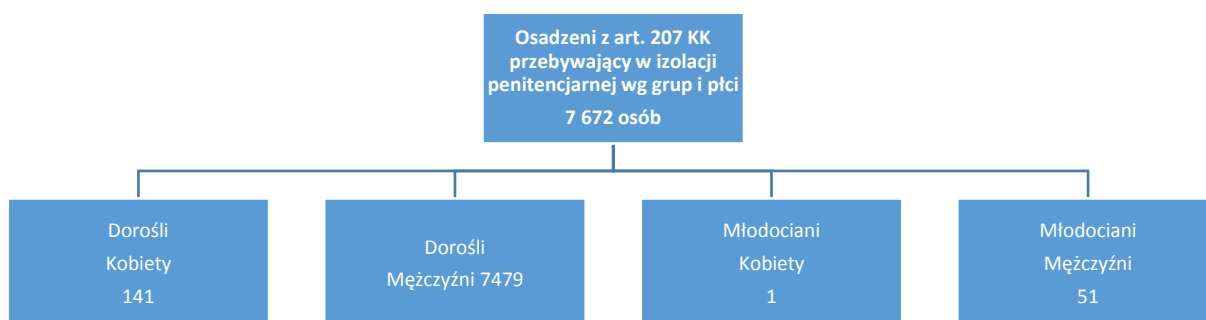 Osadzeni z art. 207 KK
przebywający w izolacji
penitencjarnej wg grup i płci
7 672 osób
Dorośli
Kobiety
141
Dorośli
Mężczyźni 7479
Młodociani
Kobiety
1
Młodociani
Mężczyźni
51